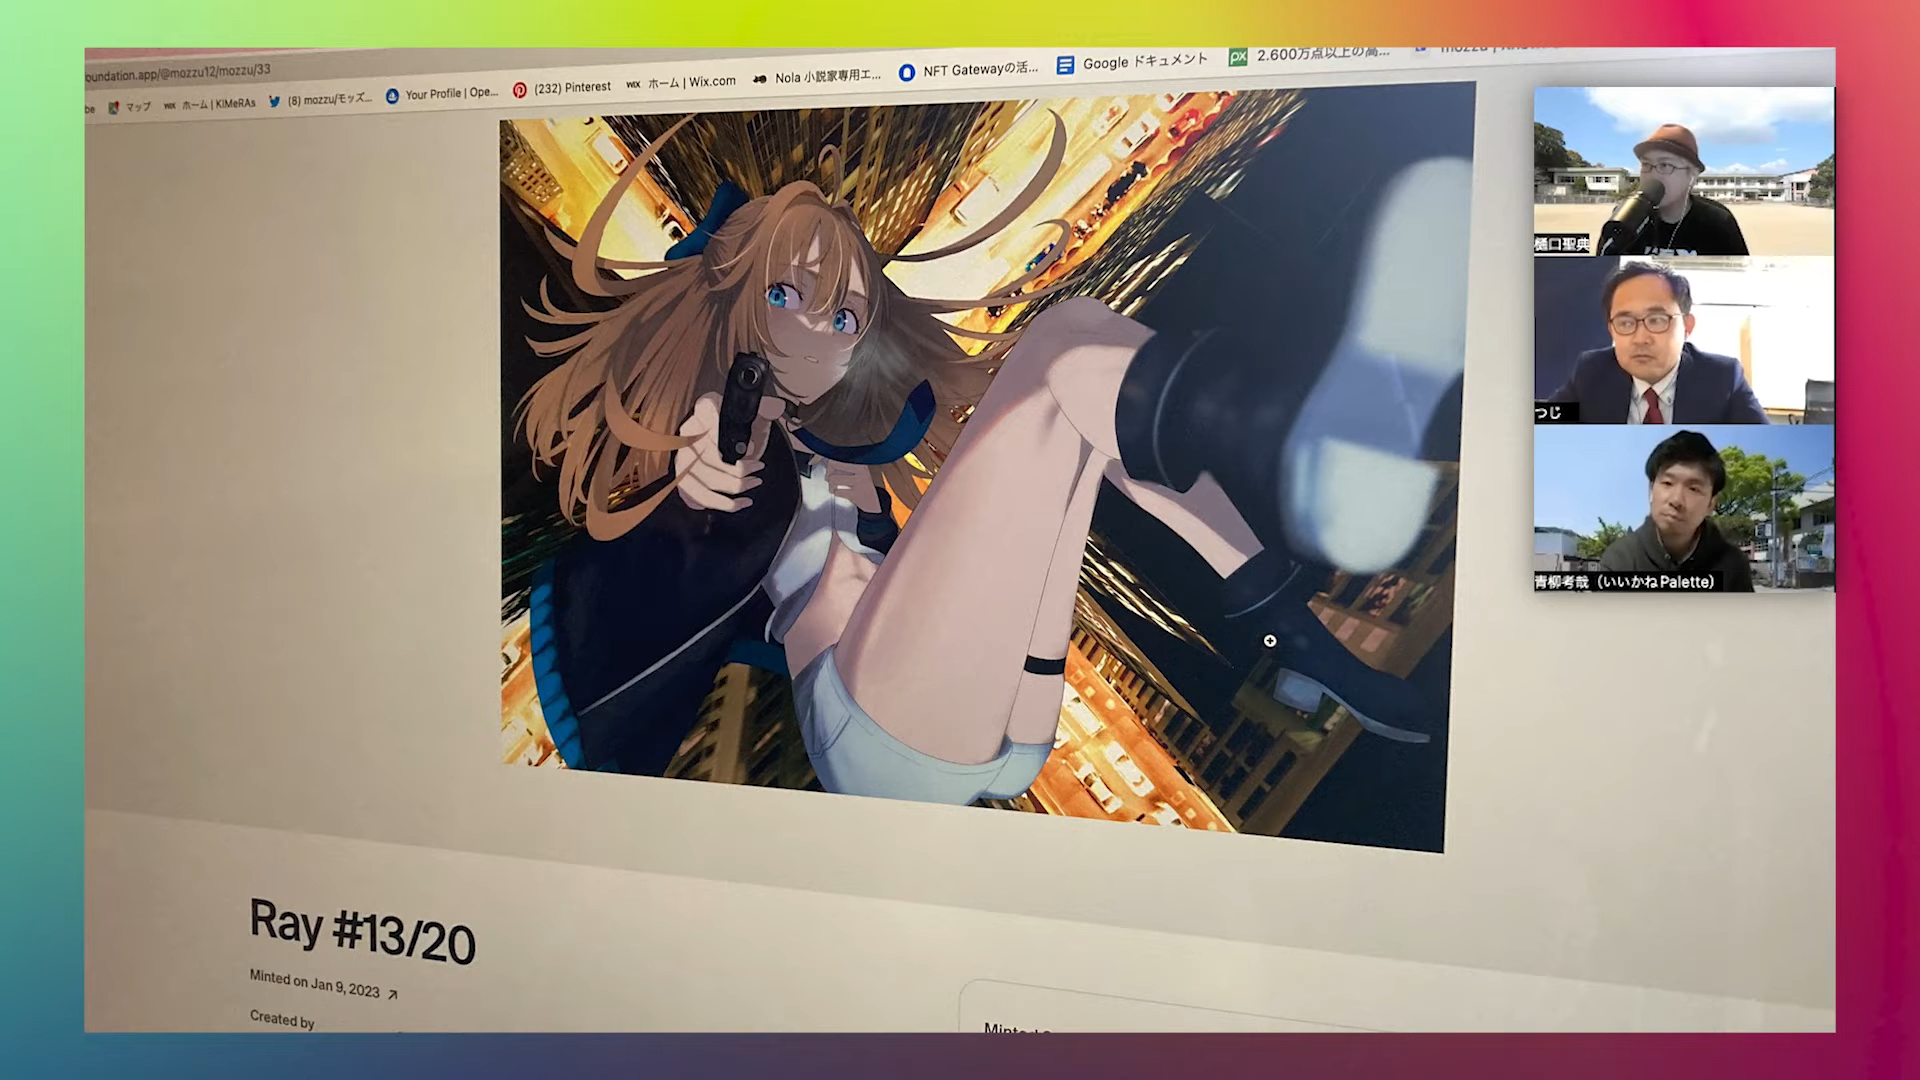 oundation.app/@mozzu12/mozzu/33
be マップ ホーム | KIMeRAs (8) mozzu/モッズ... Your Profile | Ope... (232) Pinterest WIX ホーム | Wix.com Nola 小説家専用エ... NFT Gatewayの活... Google ドキュメント px 2.600万点以上の高...
樋口聖典
つじ
青柳考哉（いいかねPalette）
Ray #13/20
Minted on Jan 9, 2023 ↗
Created by